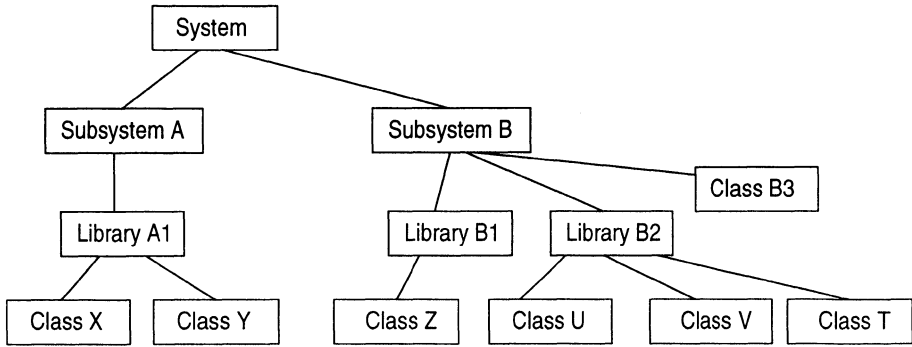 System
Subsystem A
Subsystem B
Class B3
Library A1
Library B1
Library B2
Class X
Class Y
Class Z
Class U
Class V
Class T